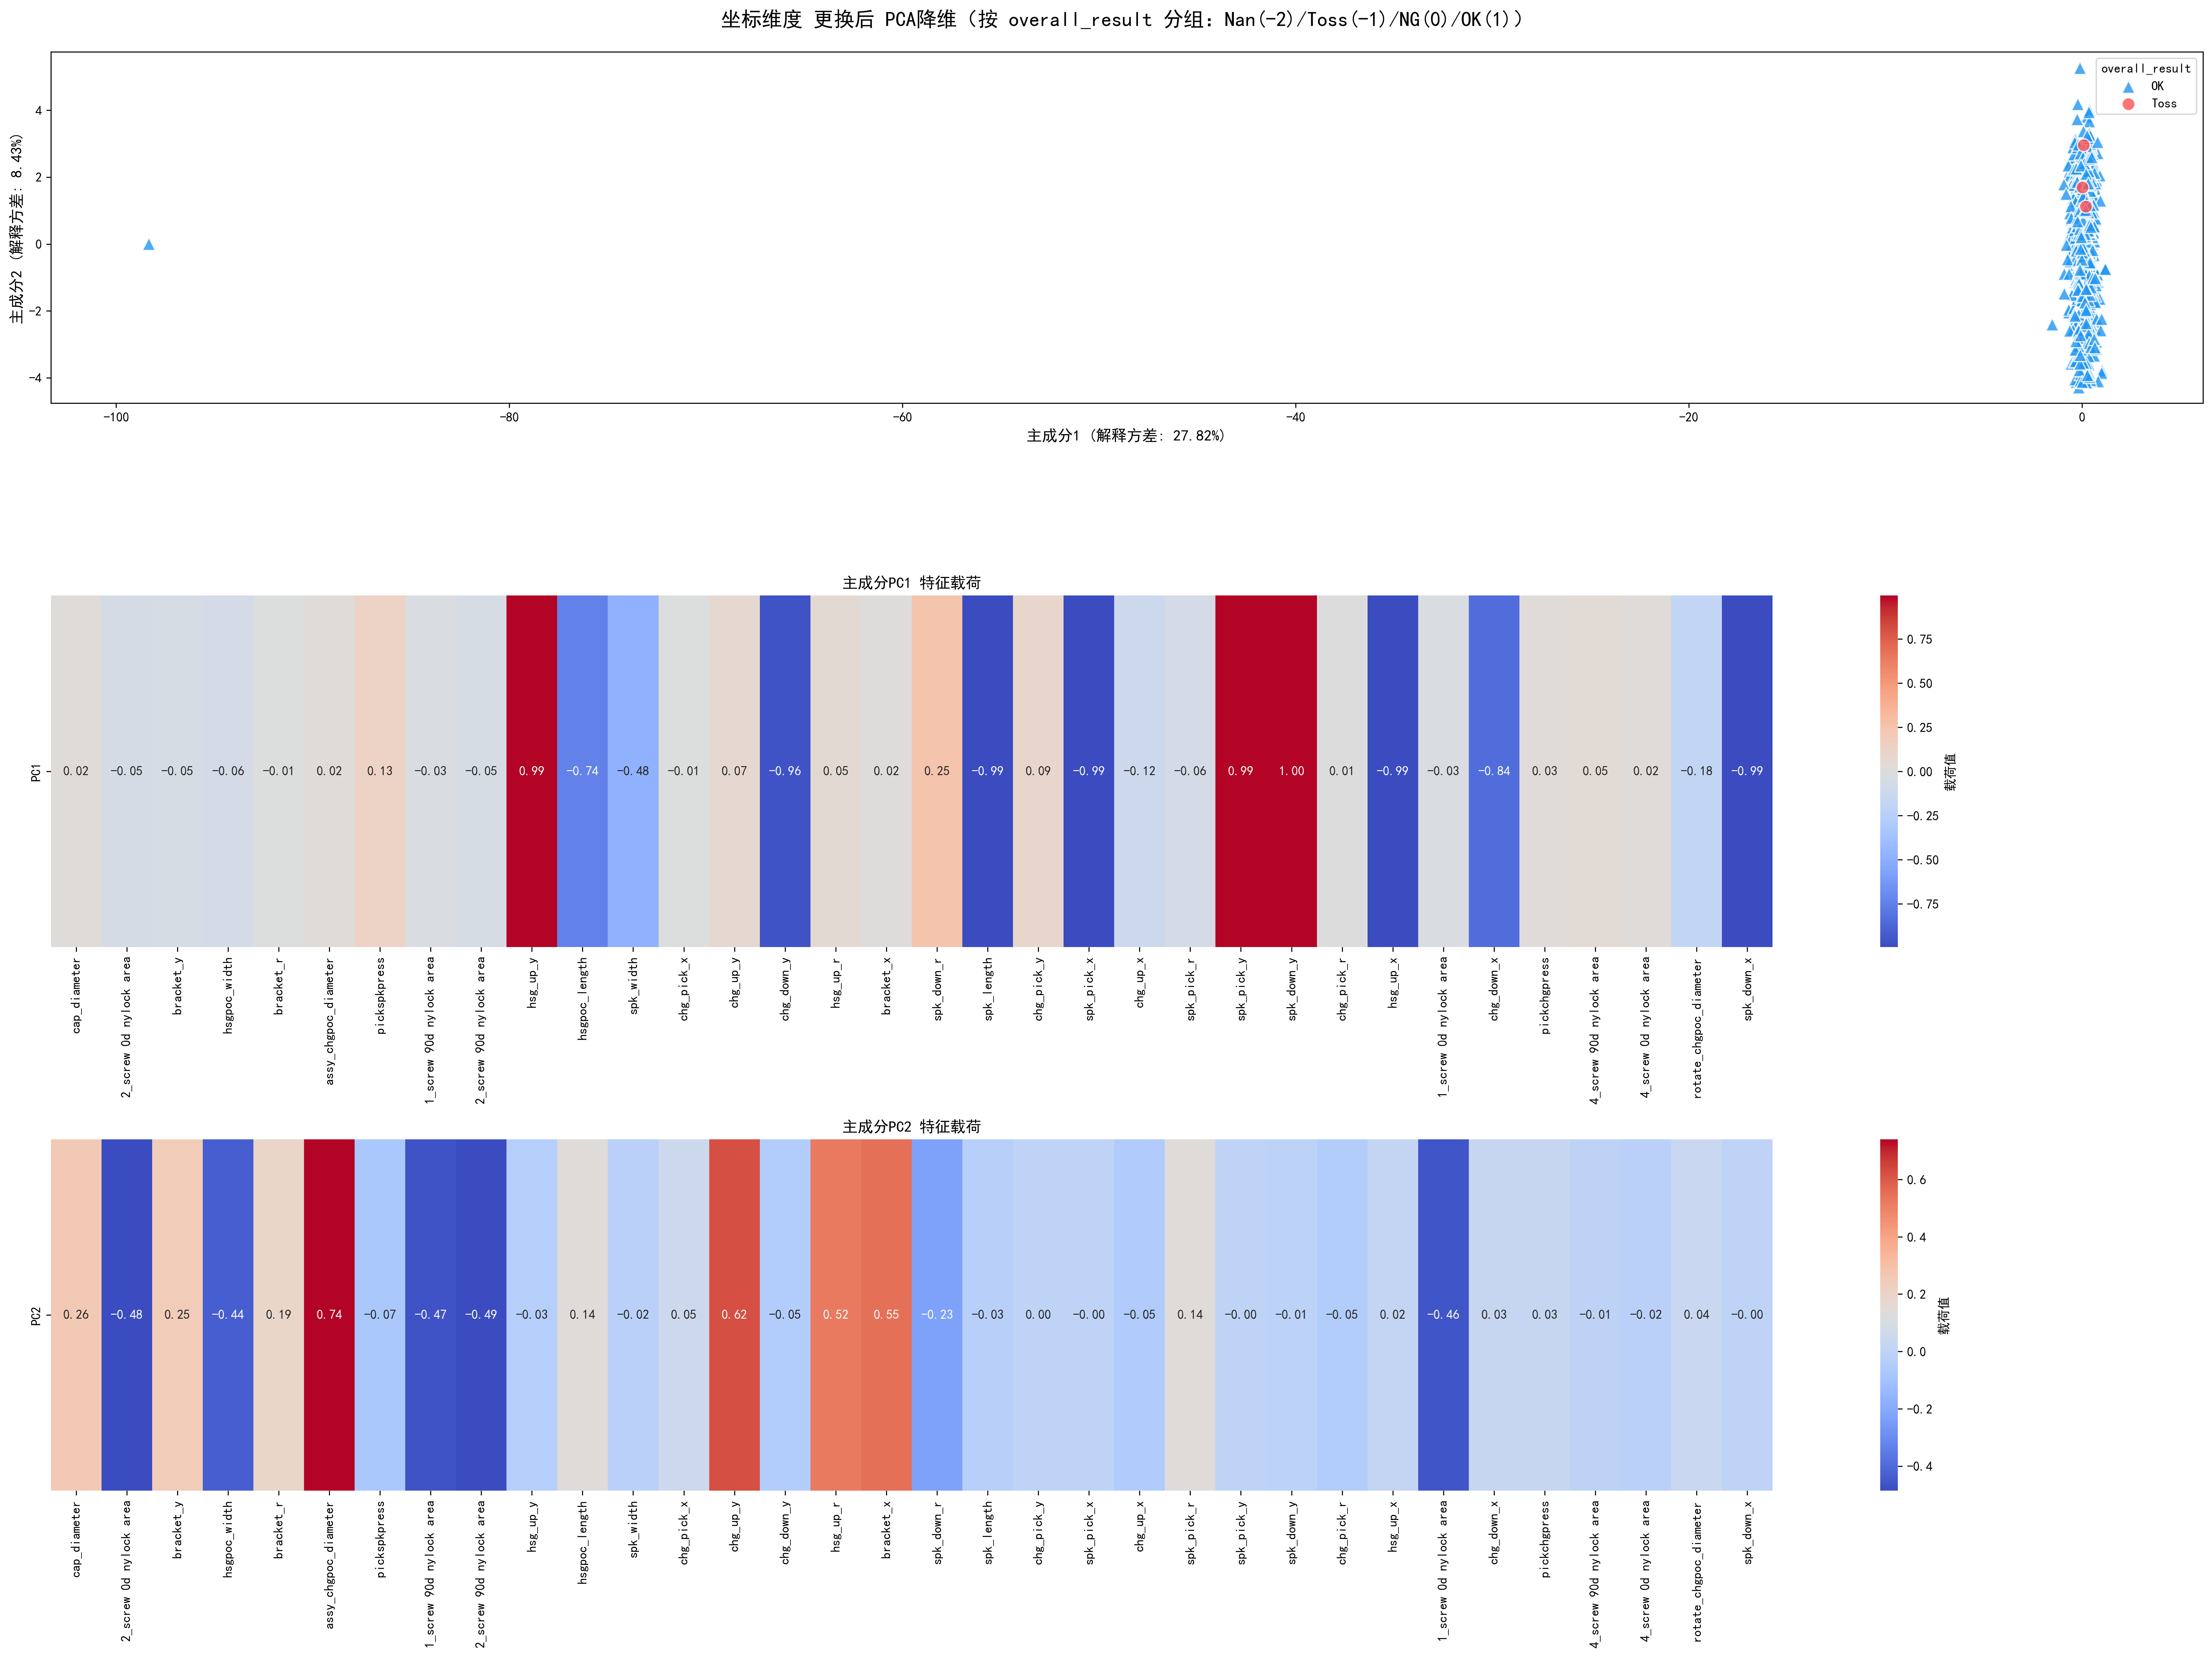 坐标维度 更换后 PCA降维（按 overall_result 分组：Nan(-2)/Toss(-1)/NG(0)/OK(1)）
overall_result
OK
Toss
主成分2 (解释方差: 8.43%)
4
2
0
−2
−4
−100
−80
−60
−40
−20
0
主成分1 (解释方差: 27.82%)
主成分PC1 特征载荷
PC1
0.02 −0.05 −0.05 −0.06 −0.01 0.02 0.13 −0.03 −0.05 0.99 −0.74 −0.48 −0.01 0.07 −0.96 0.05 0.02 0.25 −0.99 0.09 −0.99 −0.12 −0.06 0.99 1.00 0.01 −0.99 −0.03 −0.84 0.03 0.05 0.02 −0.18 −0.99
cap_diameter
2_screw 0d nylock area
bracket_y
hsgpoc_width
bracket_r
assy_chgpoc_diameter
pickspkpress
1_screw 90d nylock area
2_screw 90d nylock area
hsg_up_y
hsgpoc_length
spk_width
chg_pick_x
chg_up_y
chg_down_y
hsg_up_r
bracket_x
spk_down_r
spk_length
chg_pick_y
spk_pick_x
chg_up_x
spk_pick_r
spk_pick_y
spk_down_y
chg_pick_r
hsg_up_x
1_screw 0d nylock area
chg_down_x
pickchgpress
4_screw 90d nylock area
4_screw 0d nylock area
rotate_chgpoc_diameter
spk_down_x
0.75
0.50
0.25
0.00
−0.25
−0.50
−0.75
载荷值
主成分PC2 特征载荷
PC2
0.26 −0.48 0.25 −0.44 0.19 0.74 −0.07 −0.47 −0.49 −0.03 0.14 −0.02 0.05 0.62 −0.05 0.52 0.55 −0.23 −0.03 0.00 −0.00 −0.05 0.14 −0.00 −0.01 −0.05 0.02 −0.46 0.03 0.03 −0.01 −0.02 0.04 −0.00
cap_diameter
2_screw 0d nylock area
bracket_y
hsgpoc_width
bracket_r
assy_chgpoc_diameter
pickspkpress
1_screw 90d nylock area
2_screw 90d nylock area
hsg_up_y
hsgpoc_length
spk_width
chg_pick_x
chg_up_y
chg_down_y
hsg_up_r
bracket_x
spk_down_r
spk_length
chg_pick_y
spk_pick_x
chg_up_x
spk_pick_r
spk_pick_y
spk_down_y
chg_pick_r
hsg_up_x
1_screw 0d nylock area
chg_down_x
pickchgpress
4_screw 90d nylock area
4_screw 0d nylock area
rotate_chgpoc_diameter
spk_down_x
0.6
0.4
0.2
0.0
−0.2
−0.4
载荷值